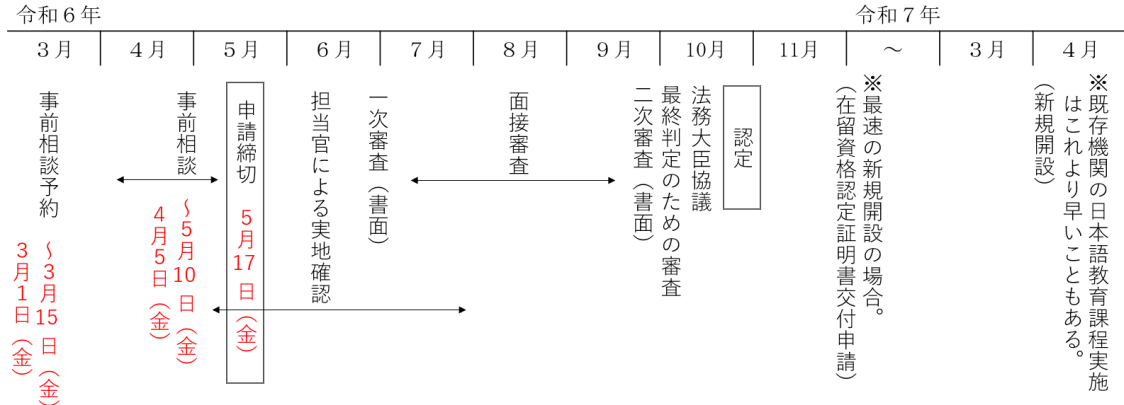 令和６年
令和７年
３月
４月
５月
６月
７月
８月
９月
10月
11月
～
３月
４月
事前相談予約
３月１日（金）
～３月15日（金）
事前相談
４月５日（金）
～５月10日（金）
申請締切　５月17日（金）
担当官による実地確認
一次審査（書面）
面接審査
二次審査（書面）
最終判定のための審査
法務大臣協議
認定
（在留資格認定証明書交付申請）
※最速の新規開設の場合。
（新規開設）
※既存機関の日本語教育課程実施
はこれより早いこともある。